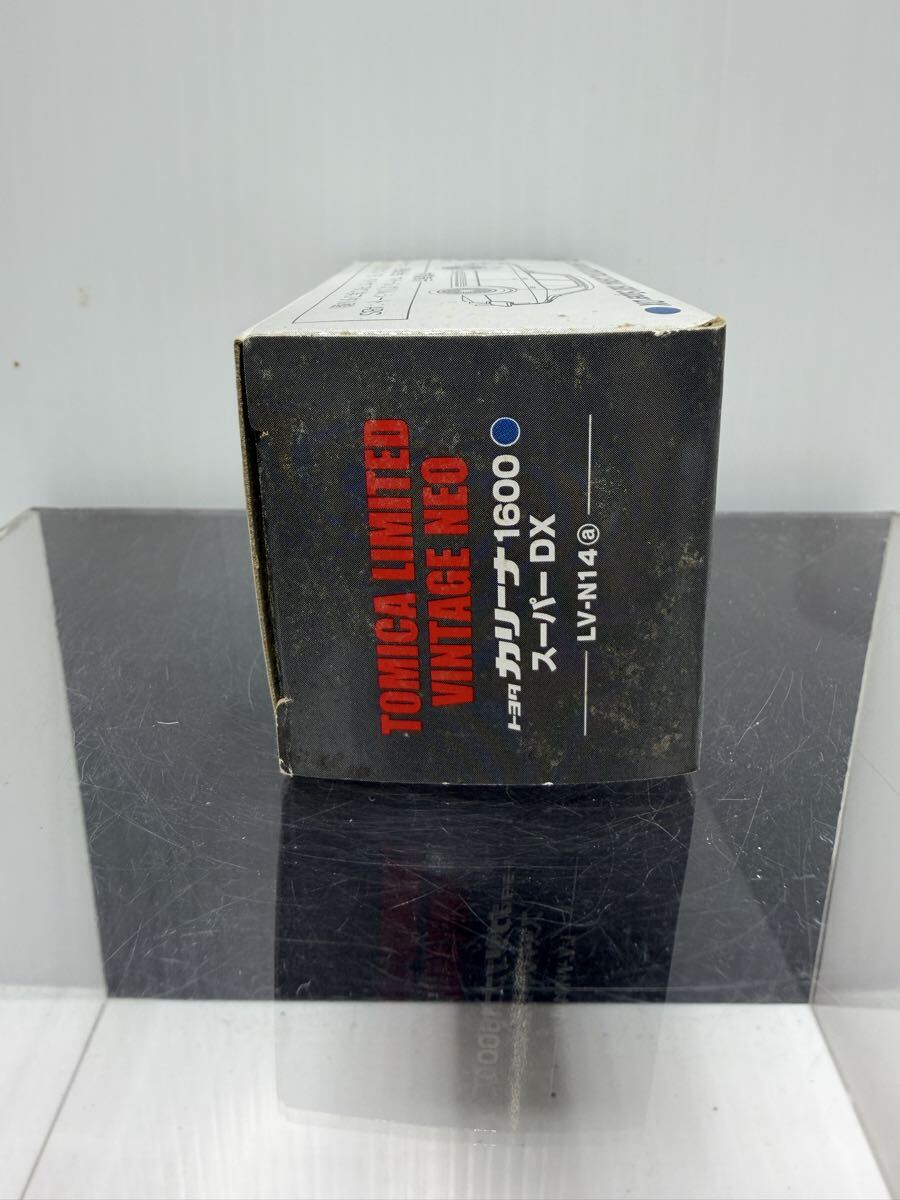 TOMICA LIMITED
VINTAGE NEO
トヨタ カリーナ1600
スーパーDX
LV-N14ⓐ